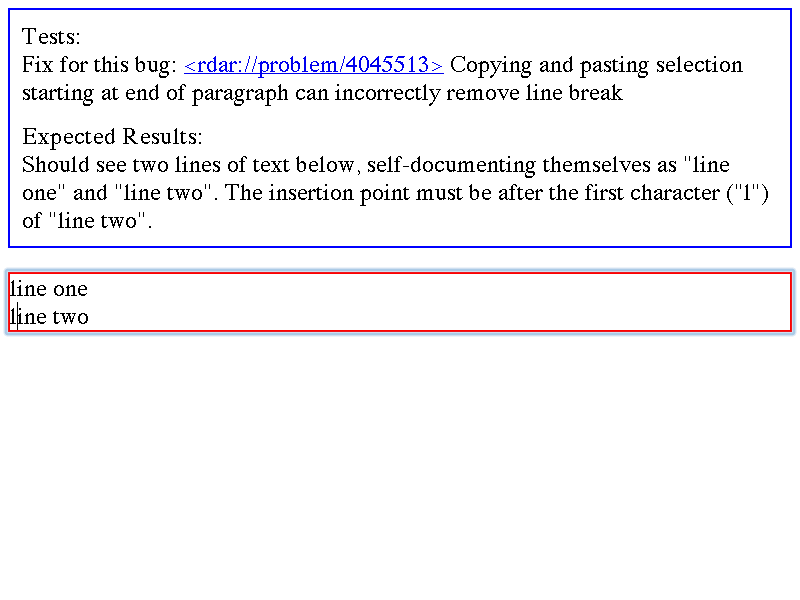 Tests:
Fix for this bug: <rdar://problem/4045513> Copying and pasting selection
starting at end of paragraph can incorrectly remove line break
Expected Results:
Should see two lines of text below, self-documenting themselves as "line
one" and "line two". The insertion point must be after the first character ("l")
of "line two".
line one
line two